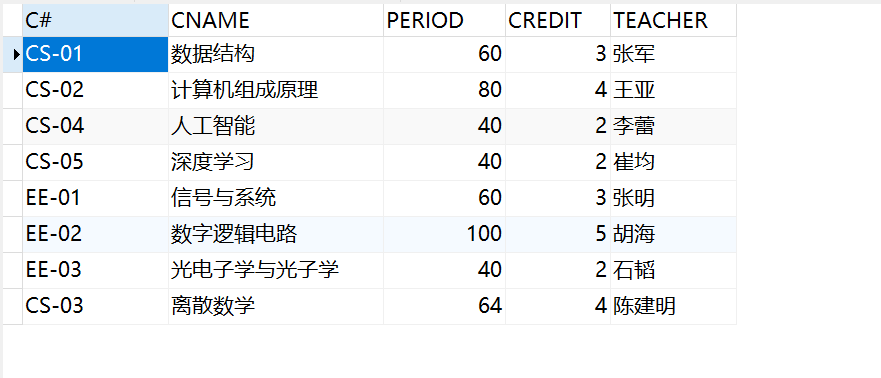 C# CNAME PERIOD CREDIT TEACHER
CS-01 数据结构 60 3 张军
CS-02 计算机组成原理 80 4 王亚
CS-04 人工智能 40 2 李蕾
CS-05 深度学习 40 2 崔均
EE-01 信号与系统 60 3 张明
EE-02 数字逻辑电路 100 5 胡海
EE-03 光电子学与光子学 40 2 石韬
CS-03 离散数学 64 4 陈建明